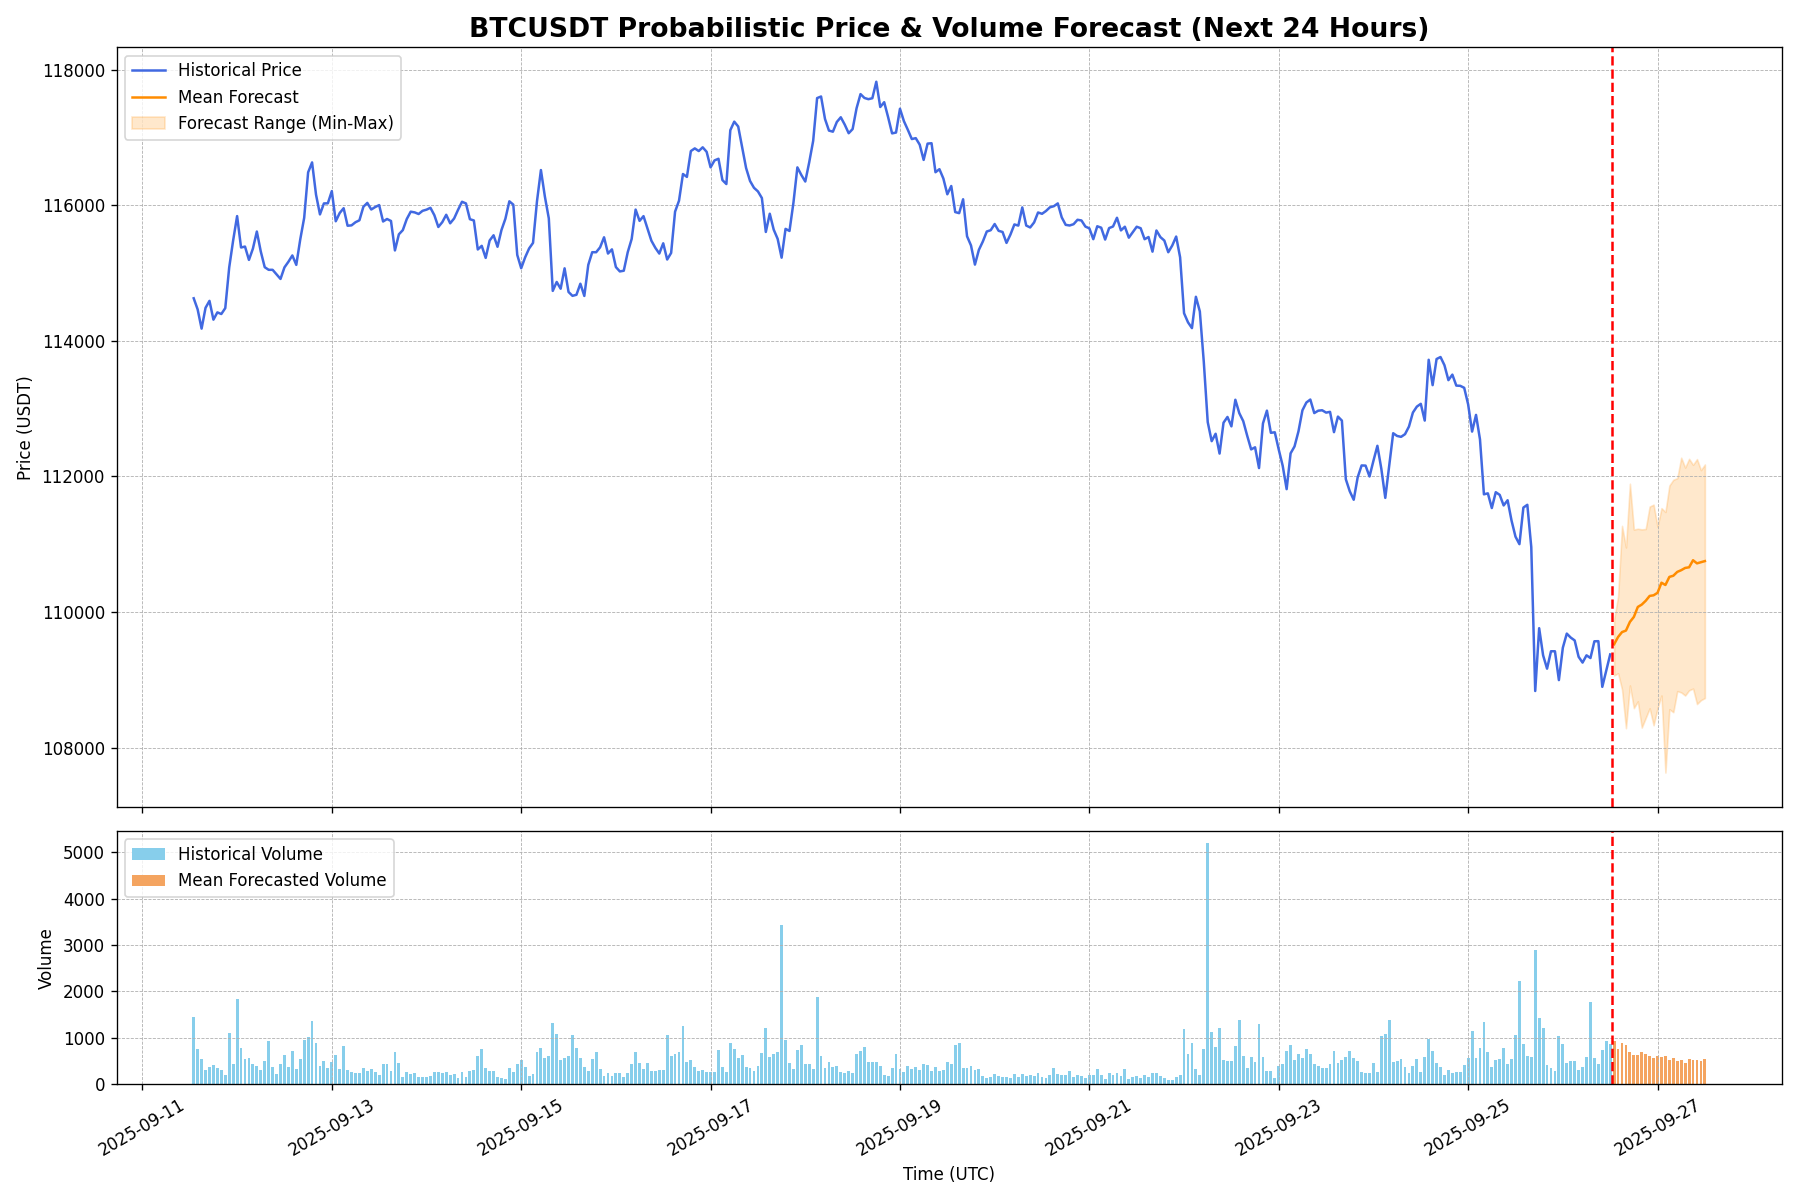 BTCUSDT Probabilistic Price & Volume Forecast (Next 24 Hours)
Historical Price
Mean Forecast
Forecast Range (Min-Max)
118000
116000
114000
112000
110000
108000
Price (USDT)
Historical Volume
Mean Forecasted Volume
5000
4000
3000
2000
1000
0
Volume
2025-09-11
2025-09-13
2025-09-15
2025-09-17
2025-09-19
2025-09-21
2025-09-23
2025-09-25
2025-09-27
Time (UTC)